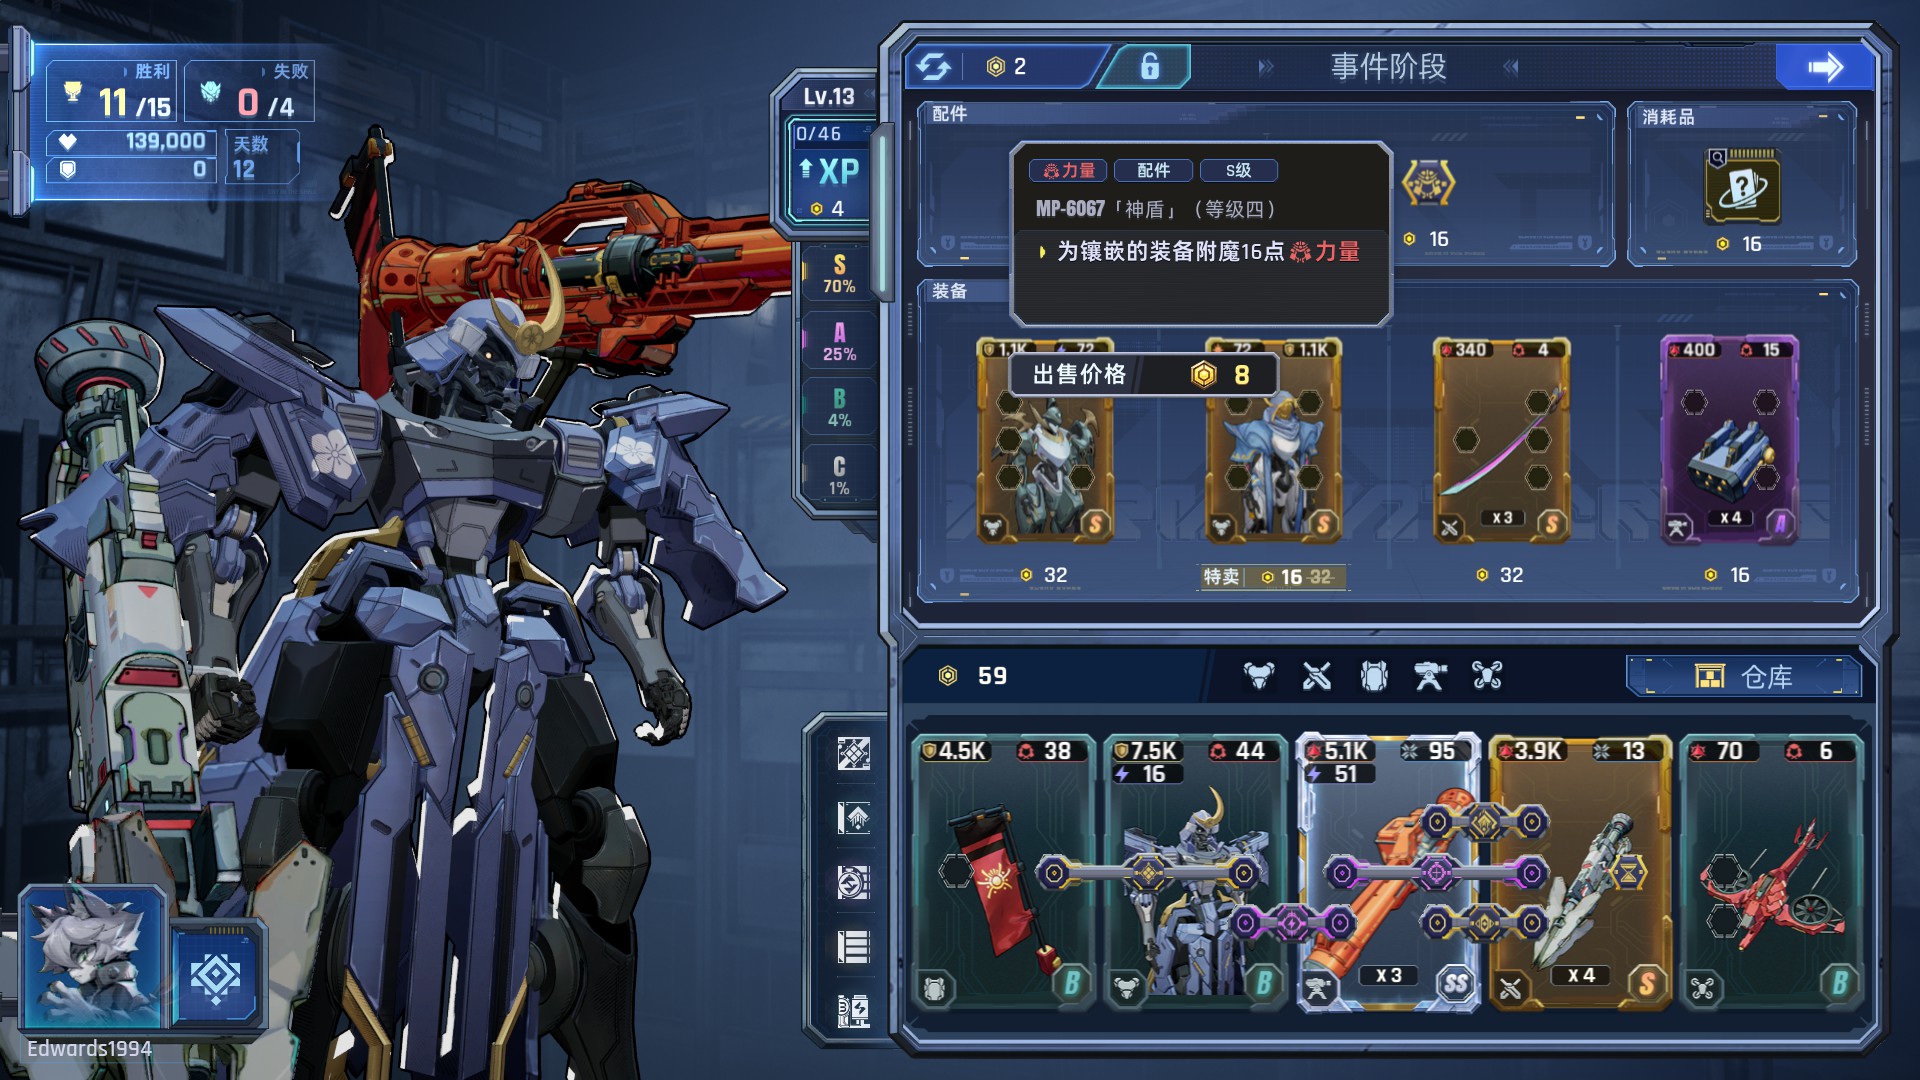 胜利
11/15
失败
0/4
139,000
0
天数
12
Lv.13
0/46
XP
4
S
70%
A
25%
B
4%
C
1%
2
事件阶段
配件
消耗品
力量
配件
S级
MP-6067「神盾」(等级四)
为镶嵌的装备附魔16点力量
16
16
装备
出售价格
8
1.1K
72
S
32
72
1.1K
S
特卖
16
32
340
4
x3
S
32
400
15
x4
A
16
59
仓库
4.5K
38
B
7.5K
44
16
B
5.1K
95
51
x3
SS
3.9K
13
x4
S
70
6
B
Edwards1994